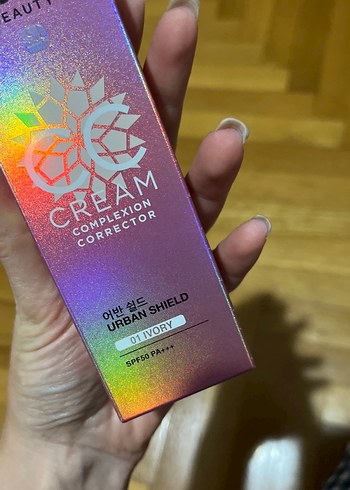 BEAUTY
CC
CREAM
COMPLEXION
CORRECTOR
어반 쉴드
URBAN SHIELD
01 IVORY
SPF50 PA+++